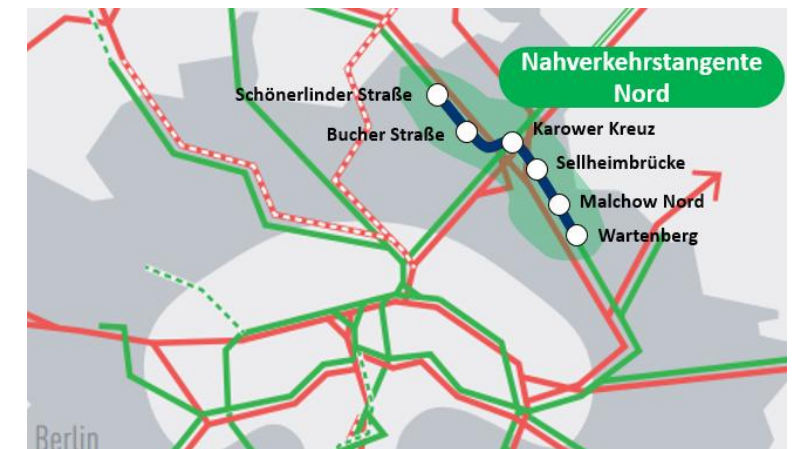 Nahverkehrstangente
Nord
Schönerlinder Straße
Bucher Straße
Karower Kreuz
Sellheimbrücke
Malchow Nord
Wartenberg
Berlin